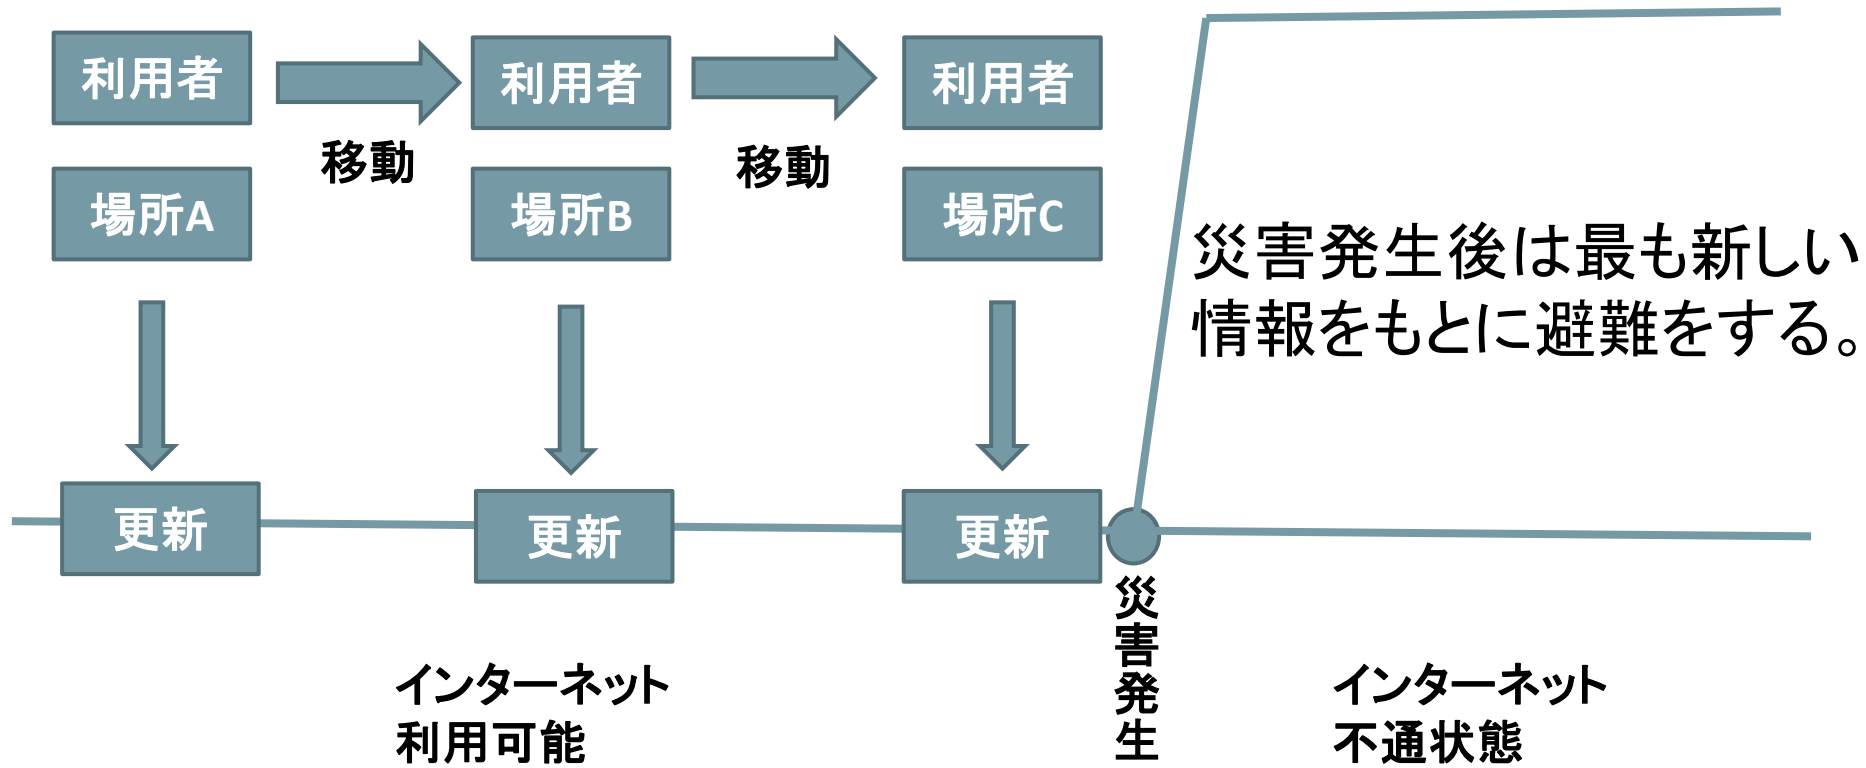 利用者
移動
利用者
移動
利用者
場所A
場所B
場所C
災害発生後は最も新しい
情報をもとに避難をする。
更新
更新
更新
災害発生
インターネット
利用可能
インターネット
不通状態